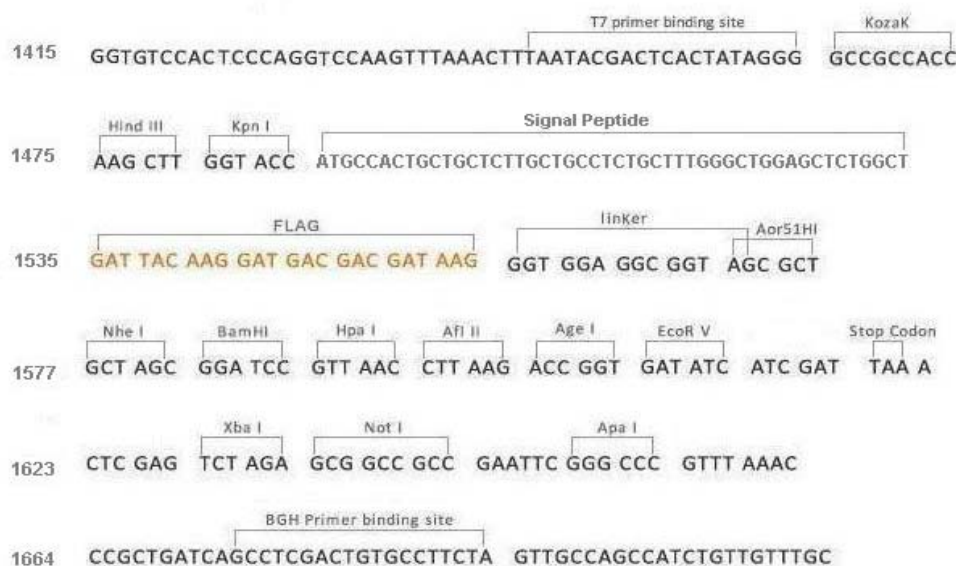 T7 primer binding site KozaK
1415 GGTGTCCACTCCCAGGTCCAAGTTTAAACTTTAATACGACTCACTATAGGG GCCGCCACC
HInd III Kpn I Signal Peptide
1475 AAG CTT GGT ACC ATGCCACTGCTGCTCTTGCTGCCTCTGCTTTGGGCTGGAGCTCTGGCT
FLAG linKer Aor51HI
1535 GAT TAC AAG GAT GAC GAC GAT AAG GGT GGA GGC GGT AGC GCT
Nhe I BamHI Hpa I Afl II Age I EcoR V Stop Codon
1577 GCT AGC GGA TCC GTT AAC CTT AAG ACC GGT GAT ATC ATC GAT TAA A
Xba I Not I Apa I
1623 CTC GAG TCT AGA GCG GCC GCC GAATTC GGG CCC GTTT AAAC
BGH Primer binding site
1664 CCGCTGATCAGCCTCGACTGTGCCTTCTA GTTGCCAGCCATCTGTTGTTTGC